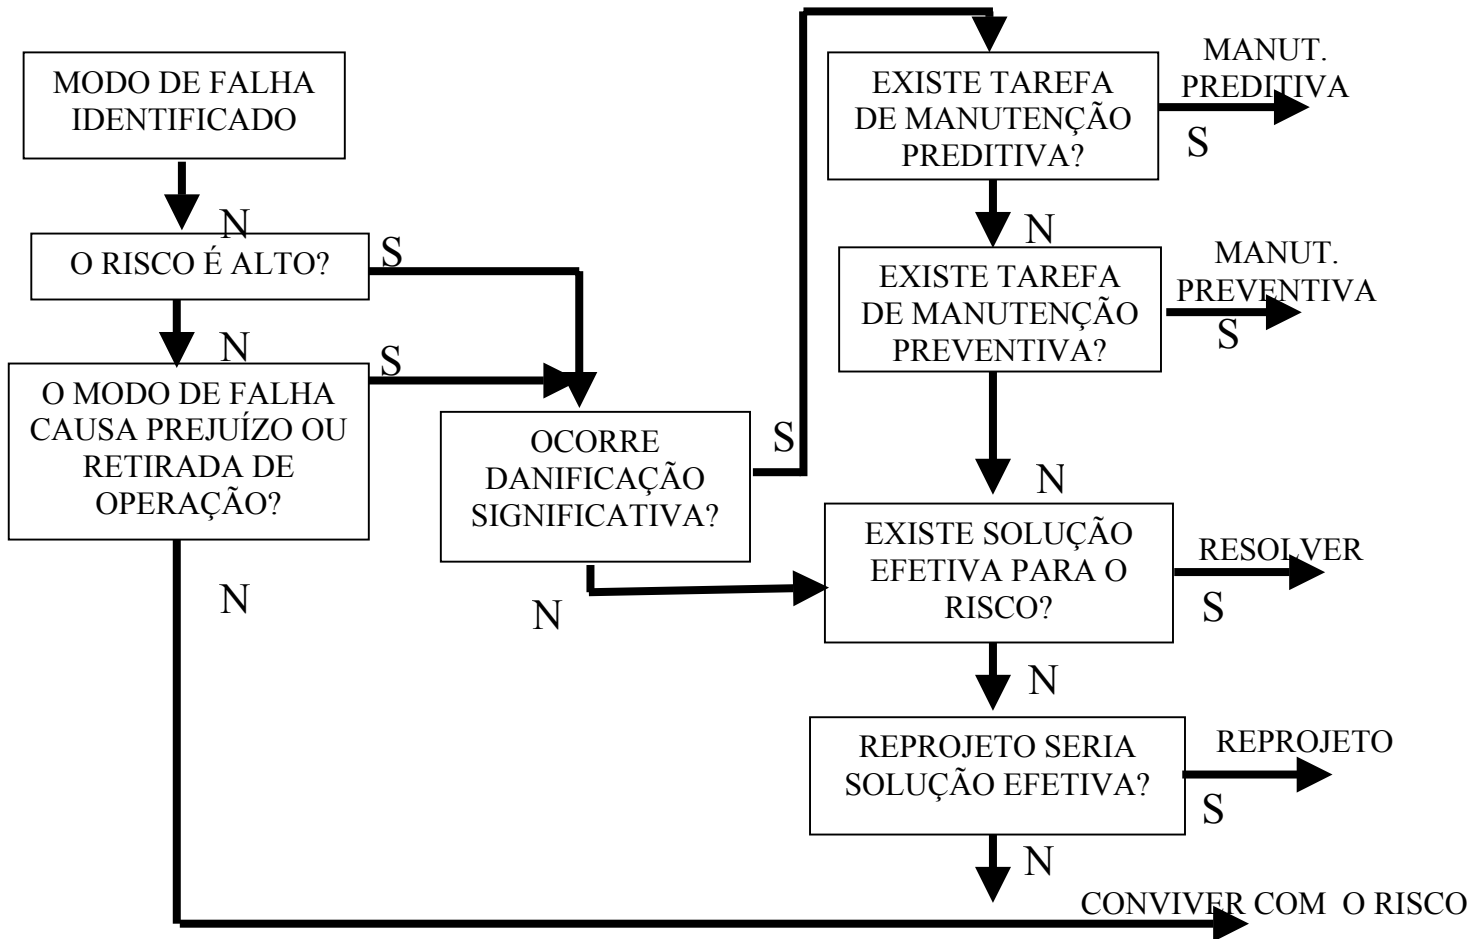 MODO DE FALHA
IDENTIFICADO
N
O RISCO É ALTO?
S
N
O MODO DE FALHA
CAUSA PREJUÍZO OU
RETIRADA DE
OPERAÇÃO?
S
N
OCORRE
DANIFICAÇÃO
SIGNIFICATIVA?
S
N
EXISTE TAREFA
DE MANUTENÇÃO
PREDITIVA?
MANUT.
PREDITIVA
S
N
EXISTE TAREFA
DE MANUTENÇÃO
PREVENTIVA?
MANUT.
PREVENTIVA
S
N
EXISTE SOLUÇÃO
EFETIVA PARA O
RISCO?
RESOLVER
S
N
REPROJETO SERIA
SOLUÇÃO EFETIVA?
REPROJETO
S
N
CONVIVER COM O RISCO